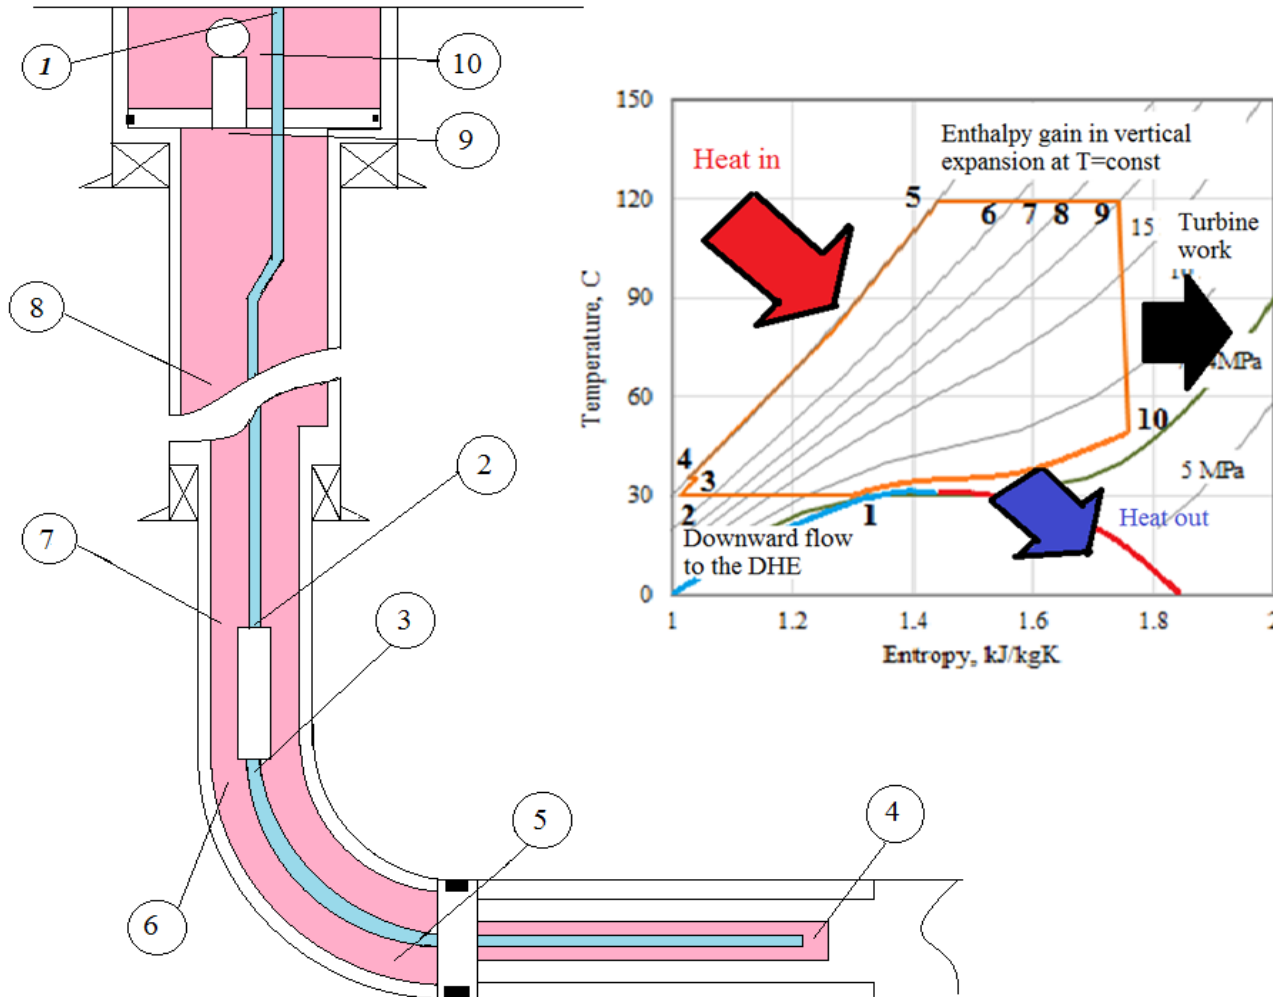 1
10
9
8
2
7
3
5
4
6
150
120
90
60
30
0
Temperature, C
Heat in
Enthalpy gain in vertical
expansion at T=const
5
6
7
8
9
15
Turbine
work
10
4MPa
10
5 MPa
4
3
2
1
Downward flow
to the DHE
Heat out
1
1.2
1.4
1.6
1.8
2
Entropy, kJ/kgK